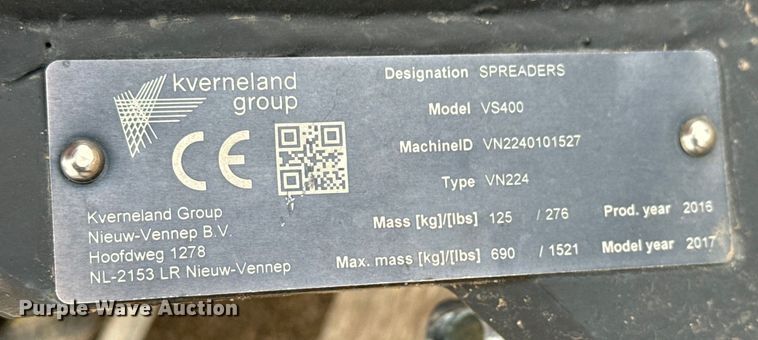 kverneland
group
CE
Kverneland Group
Nieuw-Vennep B.V.
Hoofdweg 1278
NL-2153 LR Nieuw-Vennep
Designation SPREADERS
Model VS400
MachineID VN2240101527
Type VN224
Mass [kg]/[lbs] 125 / 276 Prod. year 2016
Max. mass [kg]/[lbs] 690 / 1521 Model year 2017
Purple Wave Auction